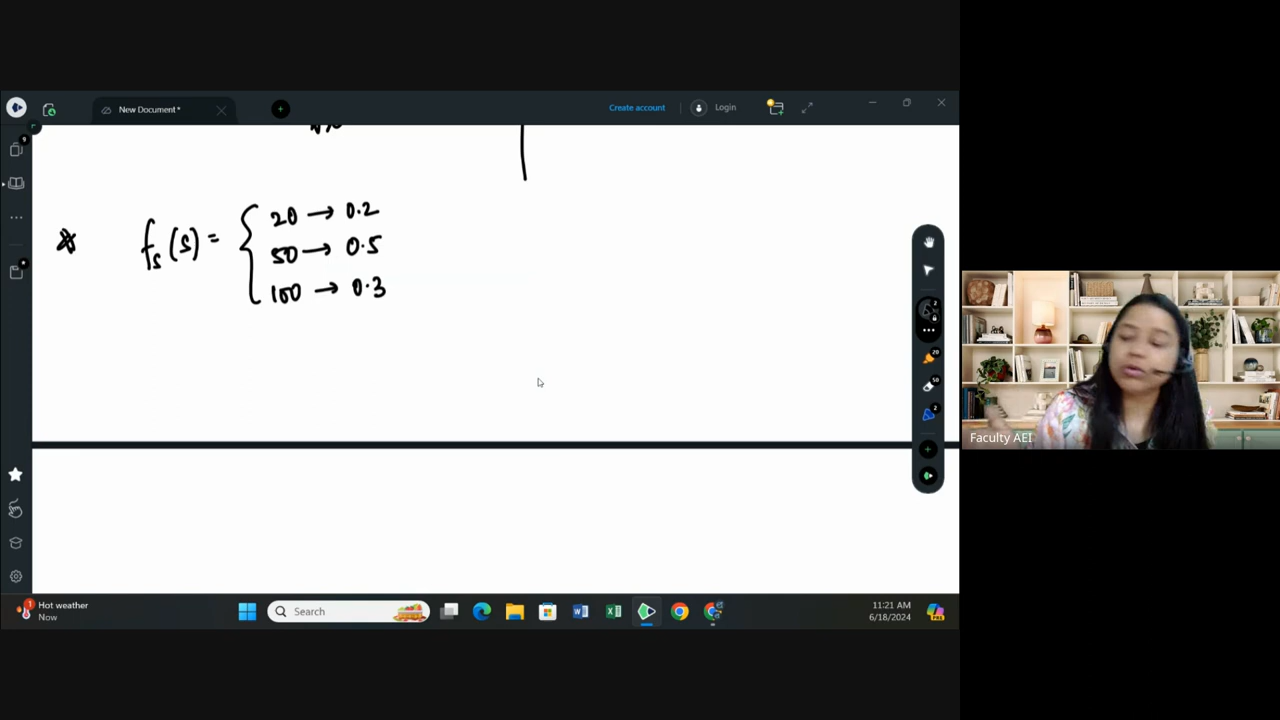 New Document *
Create account
Login
* fs(s) = { 20 → 0.2
50 → 0.5
100 → 0.3
Faculty AEI
Hot weather
Now
Search
11:21 AM
6/18/2024